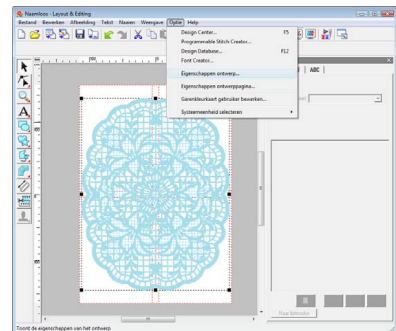 Naamloos - Layout & Editing
Bestand Bewerken Afbeelding Tekst Naaien Weergave Optie Help
Design Center... F5
Programmable Stitch Creator...
Design Database... F12
Font Creator...
Eigenschappen ontwerp...
Eigenschappen ontwerppagina...
Garenkleurkaart gebruiker bewerken...
Systeemeenheid selecteren
ABC
A
Toont de eigenschappen van het ontwerp